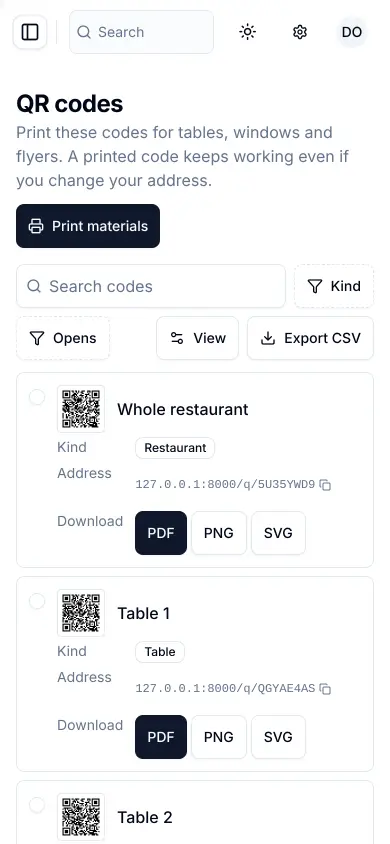 Search
DO
QR codes
Print these codes for tables, windows and
flyers. A printed code keeps working even if
you change your address.
Print materials
Search codes
Kind
Opens
View
Export CSV
Whole restaurant
Kind
Restaurant
Address
127.0.0.1:8000/q/5U35YWD9
Download
PDF
PNG
SVG
Table 1
Kind
Table
Address
127.0.0.1:8000/q/QGYAE4AS
Download
PDF
PNG
SVG
Table 2